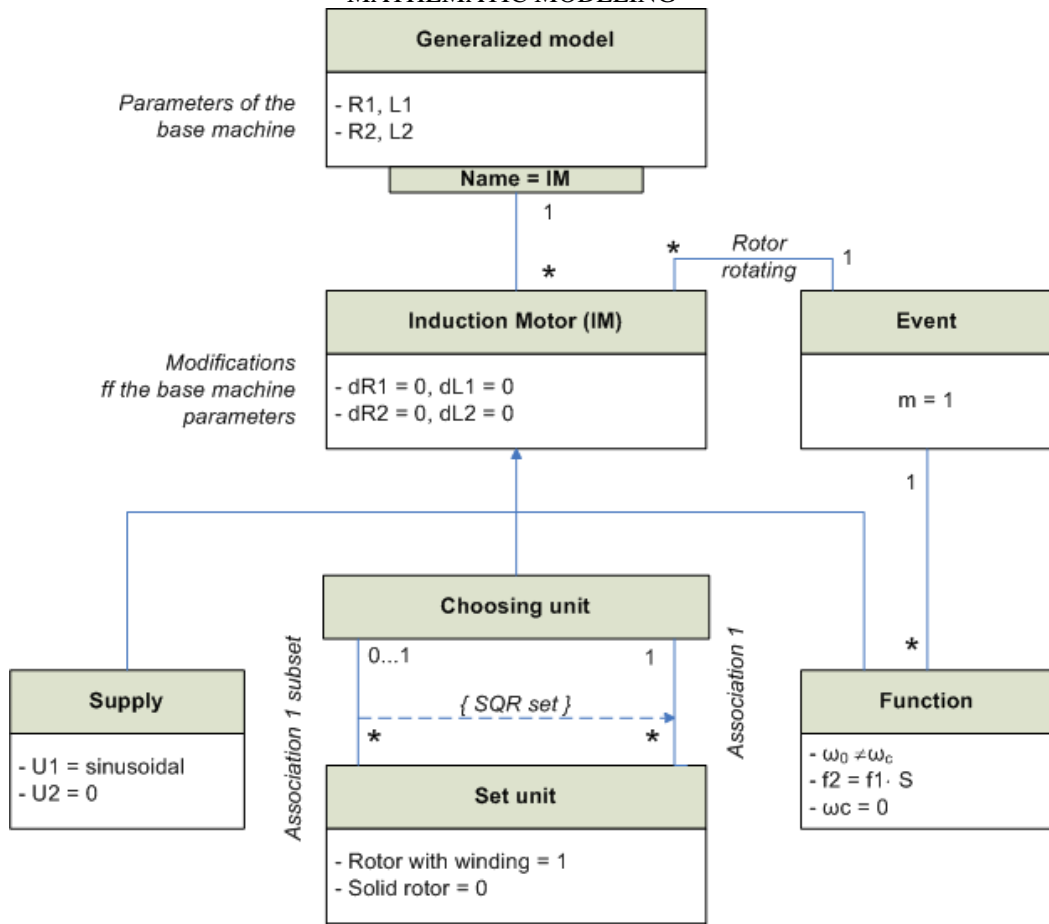 MATHEMATIC MODELING
Generalized model
Parameters of the
base machine
- R1, L1
- R2, L2
Name = IM
1
*
*
Rotor
rotating
1
Induction Motor (IM)
Event
Modifications
ff the base machine
parameters
- dR1 = 0, dL1 = 0
- dR2 = 0, dL2 = 0
m = 1
1
*
Choosing unit
Association 1 subset
0...1
1
Association 1
{ SQR set }
*
*
Supply
- U1 = sinusoidal
- U2 = 0
Set unit
- Rotor with winding = 1
- Solid rotor = 0
Function
- ω₀ ≠ω꜀
- f2 = f1· S
- ωc = 0